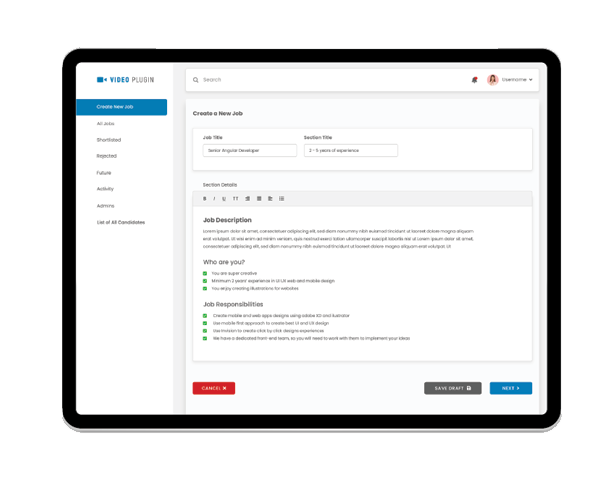 VIDEO PLUGIN
Search
Username
Create New Job
All Jobs
Shortlisted
Rejected
Future
Activity
Admins
List of All Candidates
Create a New Job
Job Title
Section Title
Senior Angular Developer
2 - 5 years of experience
Section Details
B I U TT
Job Description
Lorem ipsum dolor sit amet, consectetuer adipiscing elit, sed diam nonummy nibh euismod tincidunt ut laoreet dolore magna aliquam
erat volutpat. Ut wisi enim ad minim veniam, quis nostrud exerci tation ullamcorper suscipit lobortis nisl ut Lorem ipsum dolor sit amet,
consectetuer adipiscing elit, sed diam nonummy nibh euismod tincidunt ut laoreet dolore magna aliquam erat volutpat. Ut
Who are you?
You are super creative
Minimum 2 years' experience in UI UX web and mobile design
You enjoy creating illustrations for websites
Job Responsibilities
Create mobile and web apps designs using adobe XD and
Use mobile first approach to create best UI and UX design
Use to create click by click designs experiences
We have a dedicated front-end team, so you will need to work with them to implement your ideas
CANCEL
SAVE DRAFT
NEXT